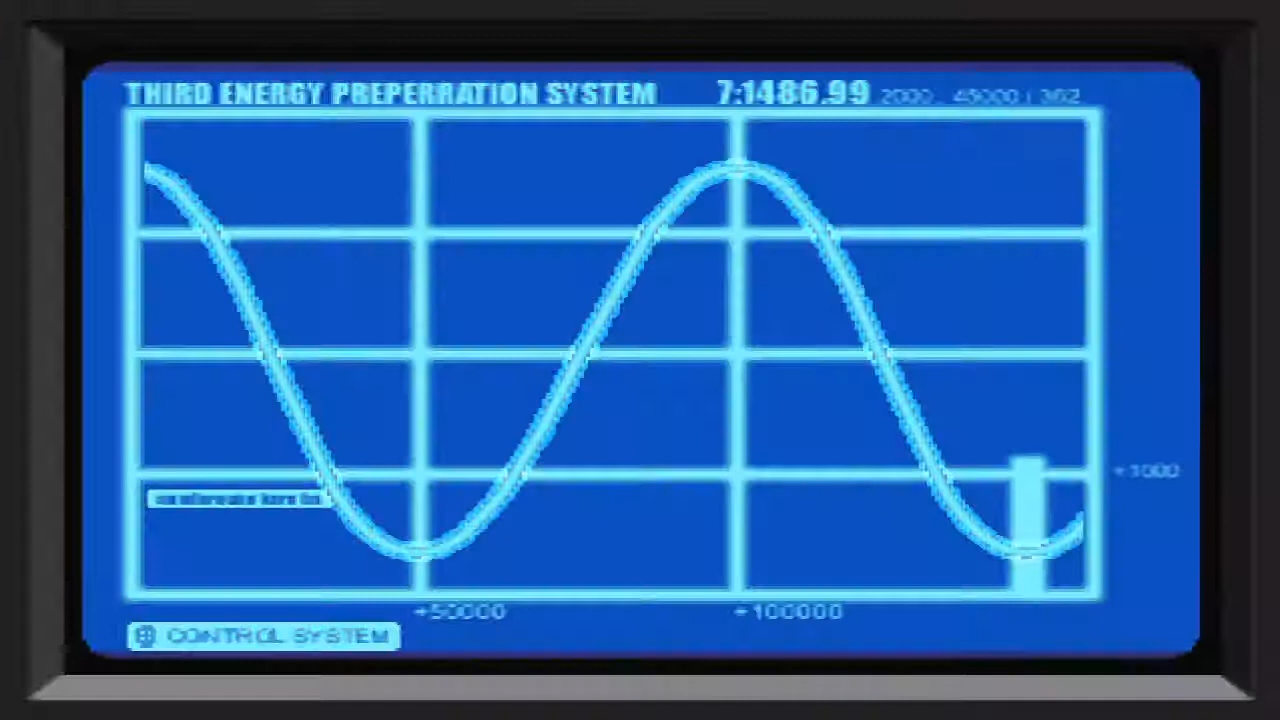 THIRD ENERGY PREPERRATION SYSTEM 7:1486.99 2000 . 45000 / 362
+1000
+50000 +100000
CONTROL SYSTEM